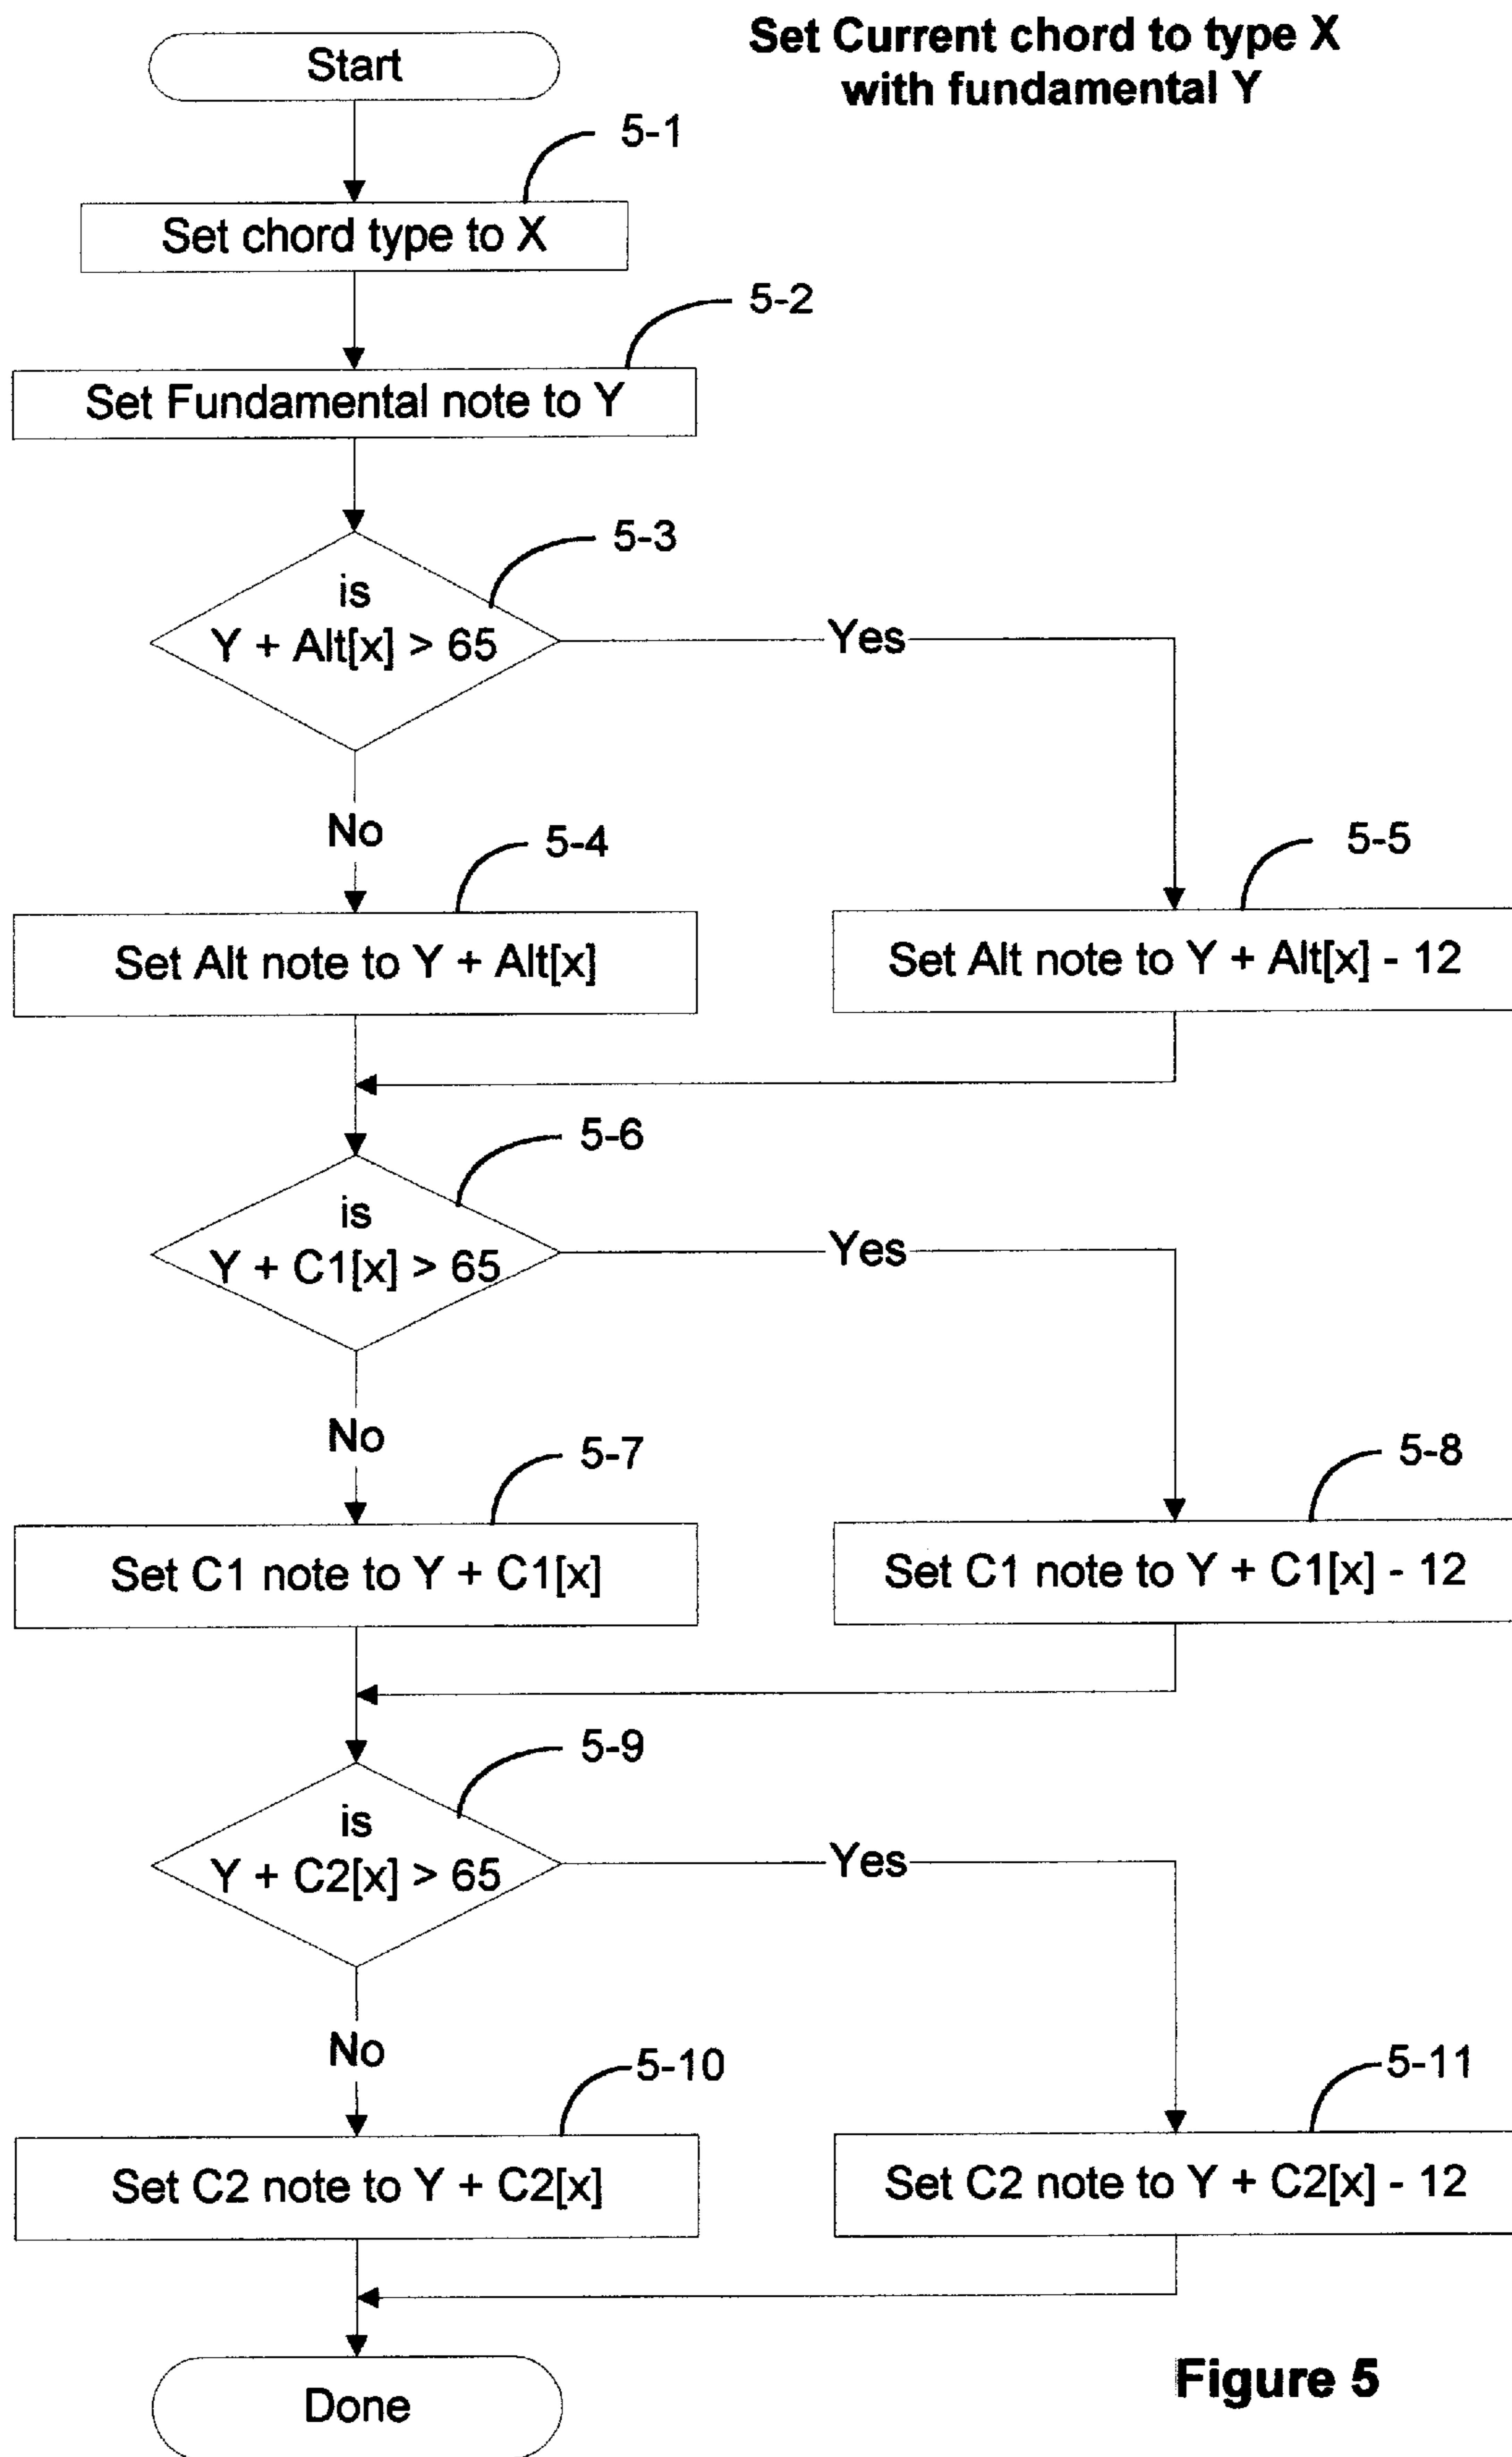 Set Current chord to type X
with fundamental Y
Start
5-1
Set chord type to X
5-2
Set Fundamental note to Y
5-3
is
Y + Alt[x] > 65
Yes
No
5-4
5-5
Set Alt note to Y + Alt[x]
Set Alt note to Y + Alt[x] - 12
5-6
is
Y + C1[x] > 65
Yes
No
5-7
5-8
Set C1 note to Y + C1[x]
Set C1 note to Y + C1[x] - 12
5-9
is
Y + C2[x] > 65
Yes
No
5-10
5-11
Set C2 note to Y + C2[x]
Set C2 note to Y + C2[x] - 12
Done
Figure 5